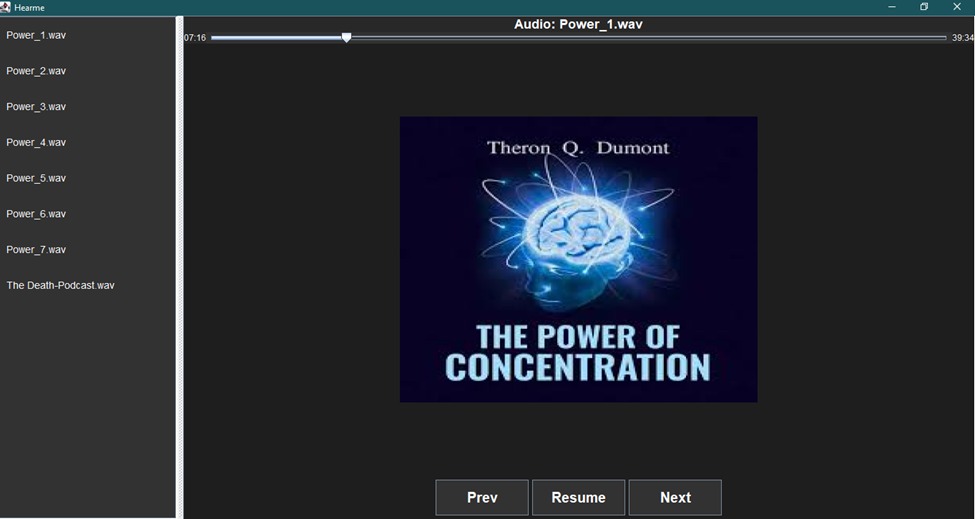 Hearme
Power_1.wav
Power_2.wav
Power_3.wav
Power_4.wav
Power_5.wav
Power_6.wav
Power_7.wav
The Death-Podcast.wav
Audio: Power_1.wav
07:16
39:34
Theron Q. Dumont
THE POWER OF
CONCENTRATION
Prev
Resume
Next